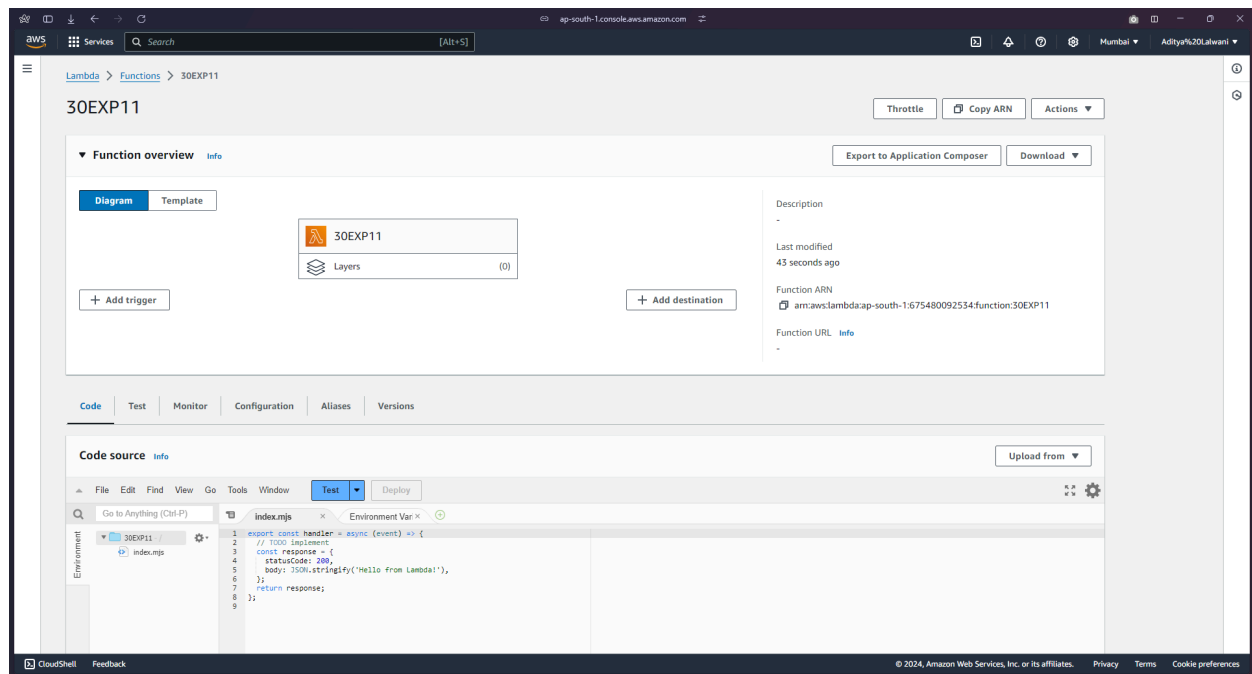 ap-south-1.console.aws.amazon.com
aws Services Search [Alt+S] Mumbai ▼ Aditya%20Lalwani ▼
Lambda > Functions > 30EXP11
30EXP11
Throttle Copy ARN Actions ▼
▼ Function overview Info
Export to Application Composer Download ▼
Diagram Template
30EXP11
Layers (0)
+ Add trigger
+ Add destination
Description
-
Last modified
43 seconds ago
Function ARN
arn:aws:lambda:ap-south-1:675480092534:function:30EXP11
Function URL Info
-
Code Test Monitor Configuration Aliases Versions
Code source Info
Upload from ▼
File Edit Find View Go Tools Window Test ▼ Deploy
Go to Anything (Ctrl-P)
index.mjs × Environment Var ×
Environment
▼ 30EXP11 - /
index.mjs
1 export const handler = async (event) => {
2 // TODO implement
3 const response = {
4 statusCode: 200,
5 body: JSON.stringify('Hello from Lambda!'),
6 };
7 return response;
8 };
9
CloudShell Feedback
© 2024, Amazon Web Services, Inc. or its affiliates. Privacy Terms Cookie preferences